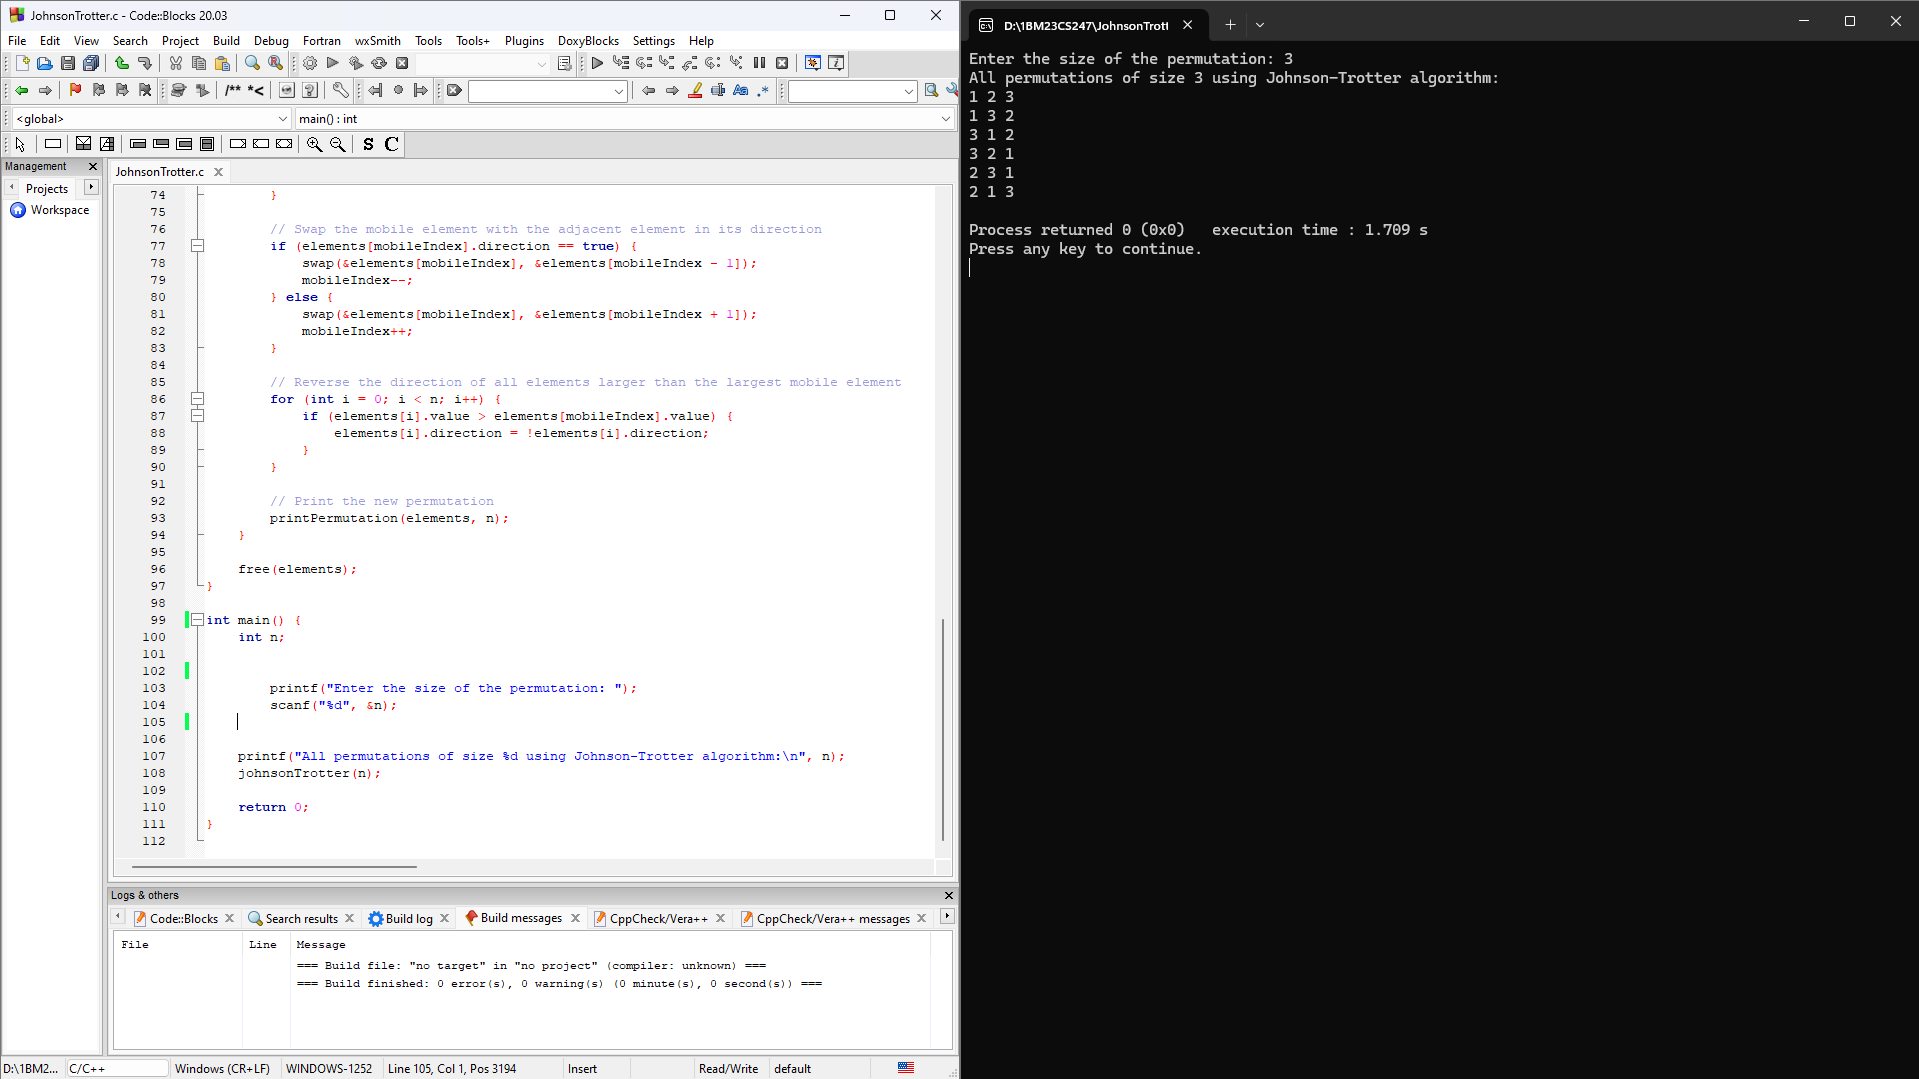 JohnsonTrotter.c - Code::Blocks 20.03
File Edit View Search Project Build Debug Fortran wxSmith Tools Tools+ Plugins DoxyBlocks Settings Help
/** *<
Aa .*
<global> main() : int
S C
Management
Projects
Workspace
JohnsonTrotter.c
74 }
75
76 // Swap the mobile element with the adjacent element in its direction
77 if (elements[mobileIndex].direction == true) {
78 swap(&elements[mobileIndex], &elements[mobileIndex - 1]);
79 mobileIndex--;
80 } else {
81 swap(&elements[mobileIndex], &elements[mobileIndex + 1]);
82 mobileIndex++;
83 }
84
85 // Reverse the direction of all elements larger than the largest mobile element
86 for (int i = 0; i < n; i++) {
87 if (elements[i].value > elements[mobileIndex].value) {
88 elements[i].direction = !elements[i].direction;
89 }
90 }
91
92 // Print the new permutation
93 printPermutation(elements, n);
94 }
95
96 free(elements);
97 }
98
99 int main() {
100 int n;
101
102
103 printf("Enter the size of the permutation: ");
104 scanf("%d", &n);
105
106
107 printf("All permutations of size %d using Johnson-Trotter algorithm:\n", n);
108 johnsonTrotter(n);
109
110 return 0;
111 }
112
Logs & others
Code::Blocks Search results Build log Build messages CppCheck/Vera++ CppCheck/Vera++ messages
File Line Message
=== Build file: "no target" in "no project" (compiler: unknown) ===
=== Build finished: 0 error(s), 0 warning(s) (0 minute(s), 0 second(s)) ===
D:\1BM2... C/C++ Windows (CR+LF) WINDOWS-1252 Line 105, Col 1, Pos 3194 Insert Read/Write default
D:\1BM23CS247\JohnsonTrott
Enter the size of the permutation: 3
All permutations of size 3 using Johnson-Trotter algorithm:
1 2 3
1 3 2
3 1 2
3 2 1
2 3 1
2 1 3
Process returned 0 (0x0) execution time : 1.709 s
Press any key to continue.